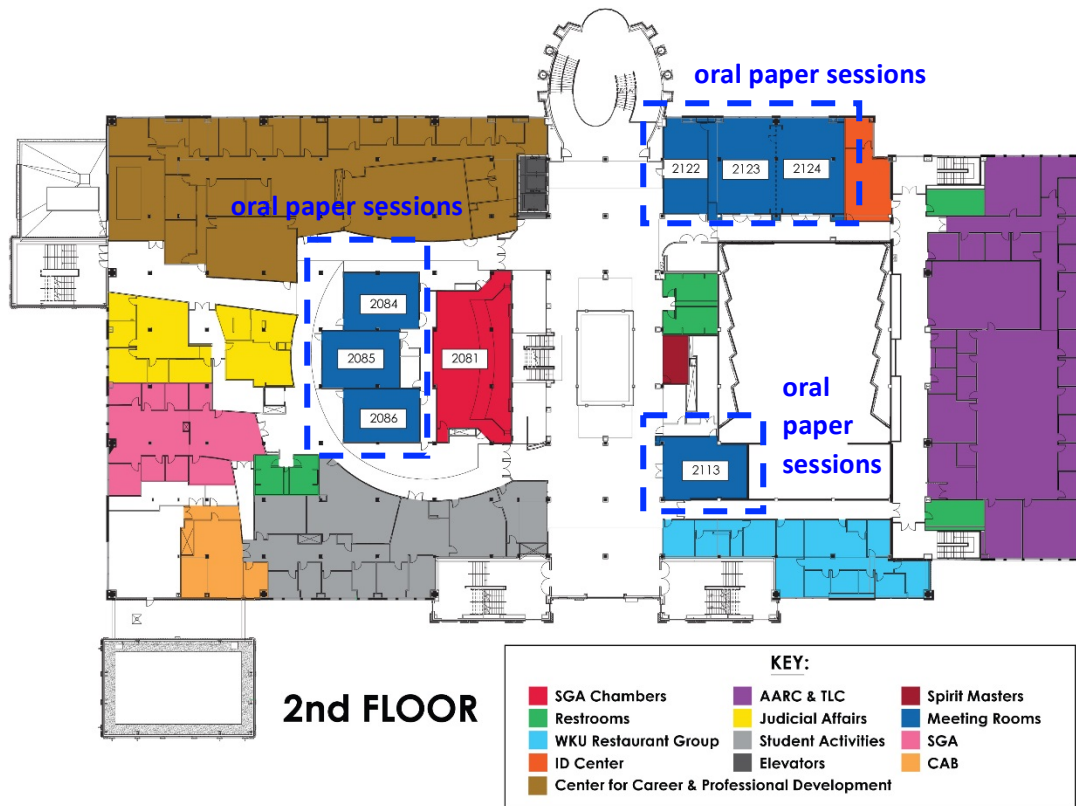 oral paper sessions
2122
2123
2124
oral paper sessions
2084
2085
2081
2086
oral
paper
sessions
2113
2nd FLOOR
KEY:
SGA Chambers
AARC & TLC
Spirit Masters
Restrooms
Judicial Affairs
Meeting Rooms
WKU Restaurant Group
Student Activities
SGA
ID Center
Elevators
CAB
Center for Career & Professional Development